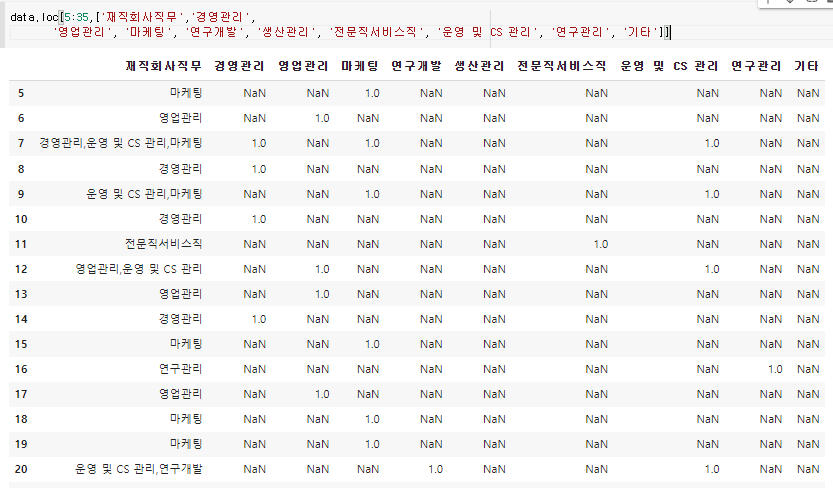 data.loc[5:35,['재직회사직무','경영관리',
'영업관리', '마케팅', '연구개발', '생산관리', '전문직서비스직', '운영 및 CS 관리', '연구관리', '기타']]
재직회사직무 경영관리 영업관리 마케팅 연구개발 생산관리 전문직서비스직 운영 및 CS 관리 연구관리 기타
5 마케팅 NaN NaN 1.0 NaN NaN NaN NaN NaN NaN
6 영업관리 NaN 1.0 NaN NaN NaN NaN NaN NaN NaN
7 경영관리,운영 및 CS 관리,마케팅 1.0 NaN 1.0 NaN NaN NaN 1.0 NaN NaN
8 경영관리 1.0 NaN NaN NaN NaN NaN NaN NaN NaN
9 운영 및 CS 관리,마케팅 NaN NaN 1.0 NaN NaN NaN 1.0 NaN NaN
10 경영관리 1.0 NaN NaN NaN NaN NaN NaN NaN NaN
11 전문직서비스직 NaN NaN NaN NaN NaN 1.0 NaN NaN NaN
12 영업관리,운영 및 CS 관리 NaN 1.0 NaN NaN NaN NaN 1.0 NaN NaN
13 영업관리 NaN 1.0 NaN NaN NaN NaN NaN NaN NaN
14 경영관리 1.0 NaN NaN NaN NaN NaN NaN NaN NaN
15 마케팅 NaN NaN 1.0 NaN NaN NaN NaN NaN NaN
16 연구관리 NaN NaN NaN NaN NaN NaN NaN 1.0 NaN
17 영업관리 NaN 1.0 NaN NaN NaN NaN NaN NaN NaN
18 마케팅 NaN NaN 1.0 NaN NaN NaN NaN NaN NaN
19 마케팅 NaN NaN 1.0 NaN NaN NaN NaN NaN NaN
20 운영 및 CS 관리,연구개발 NaN NaN NaN 1.0 NaN NaN 1.0 NaN NaN